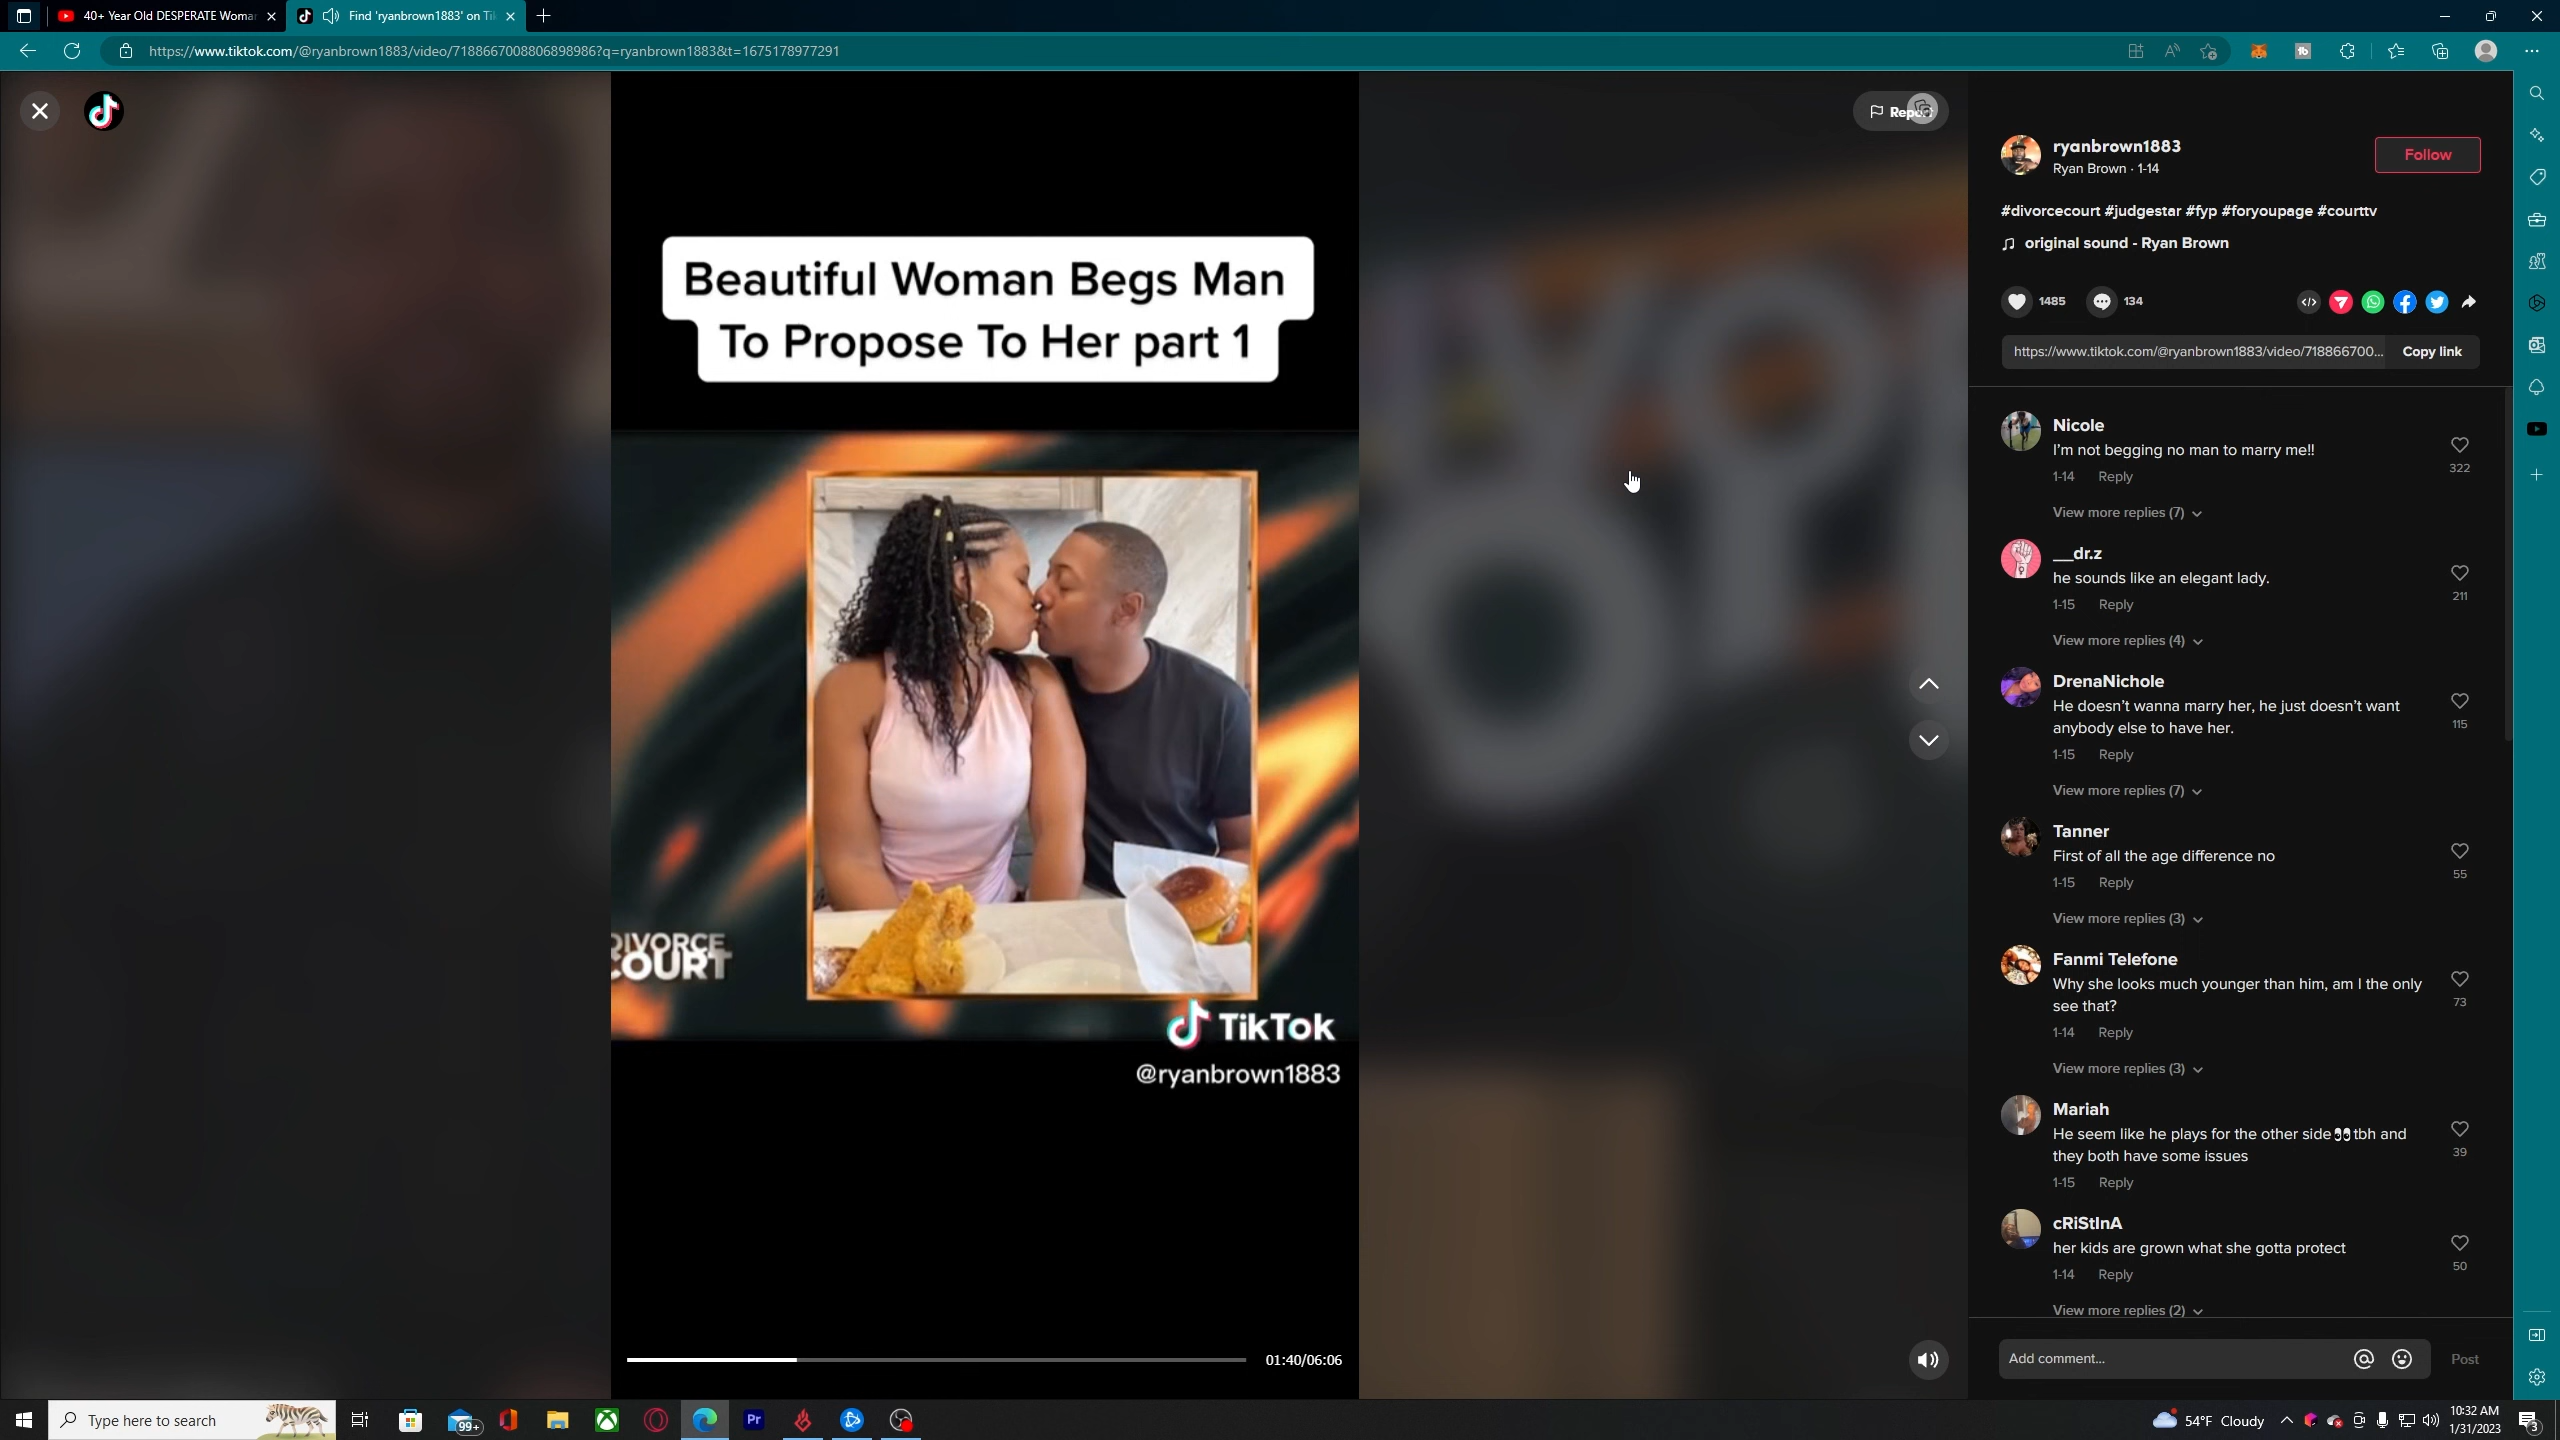 40+ Year Old DESPERATE Woma
Find 'ryanbrown1883' on Ti
https://www.tiktok.com/@ryanbrown1883/video/7188667008806898986?q=ryanbrown1883&t=1675178977291
Beautiful Woman Begs Man
To Propose To Her part 1
DIVORCE
COURT
TikTok
@ryanbrown1883
01:40/06:06
ryanbrown1883
Ryan Brown · 1-14
Follow
#divorcecourt #judgestar #fyp #foryoupage #courttv
original sound - Ryan Brown
1485
134
https://www.tiktok.com/@ryanbrown1883/video/718866700...
Copy link
Nicole
I'm not begging no man to marry me!!
322
1-14 Reply
View more replies (7)
__dr.z
he sounds like an elegant lady.
211
1-15 Reply
View more replies (4)
DrenaNichole
He doesn't wanna marry her, he just doesn't want
anybody else to have her.
115
1-15 Reply
View more replies (7)
Tanner
First of all the age difference no
55
1-15 Reply
View more replies (3)
Fanmi Telefone
Why she looks much younger than him, am I the only
see that?
73
1-14 Reply
View more replies (3)
Mariah
He seem like he plays for the other side👀tbh and
they both have some issues
39
1-15 Reply
cRiStInA
her kids are grown what she gotta protect
50
1-14 Reply
View more replies (2)
Add comment...
Post
Type here to search
99+
Pr
54°F Cloudy
10:32 AM
1/31/2023
3